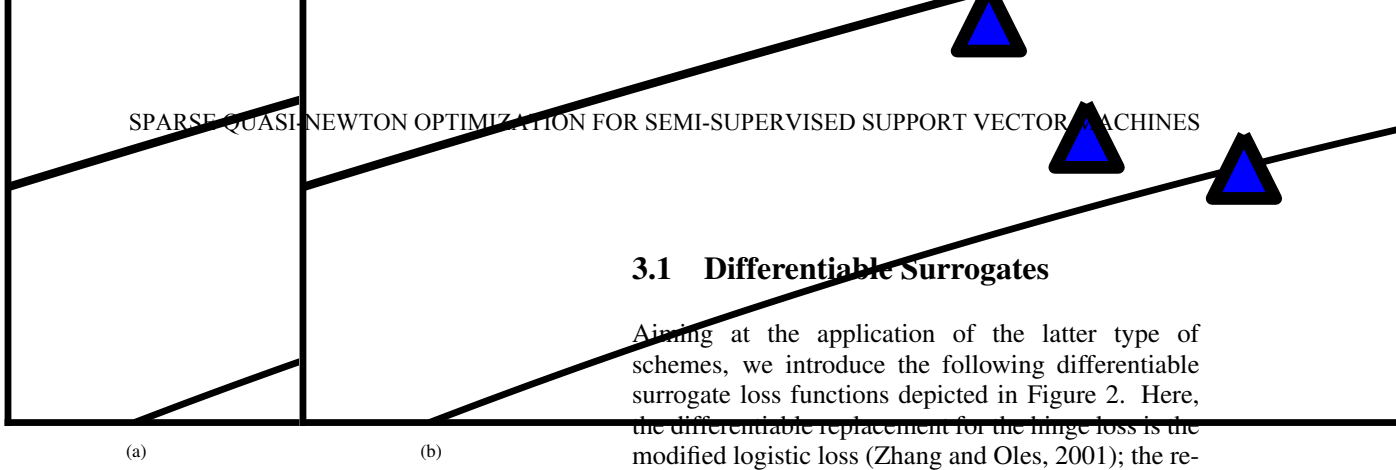 SPARSE QUASI-NEWTON OPTIMIZATION FOR SEMI-SUPERVISED SUPPORT VECTOR MACHINES
3.1 Differentiable Surrogates
Aiming at the application of the latter type of
schemes, we introduce the following differentiable
surrogate loss functions depicted in Figure 2. Here,
the differentiable replacement for the hinge loss is the
modified logistic loss (Zhang and Oles, 2001); the re-
(a)
(b)